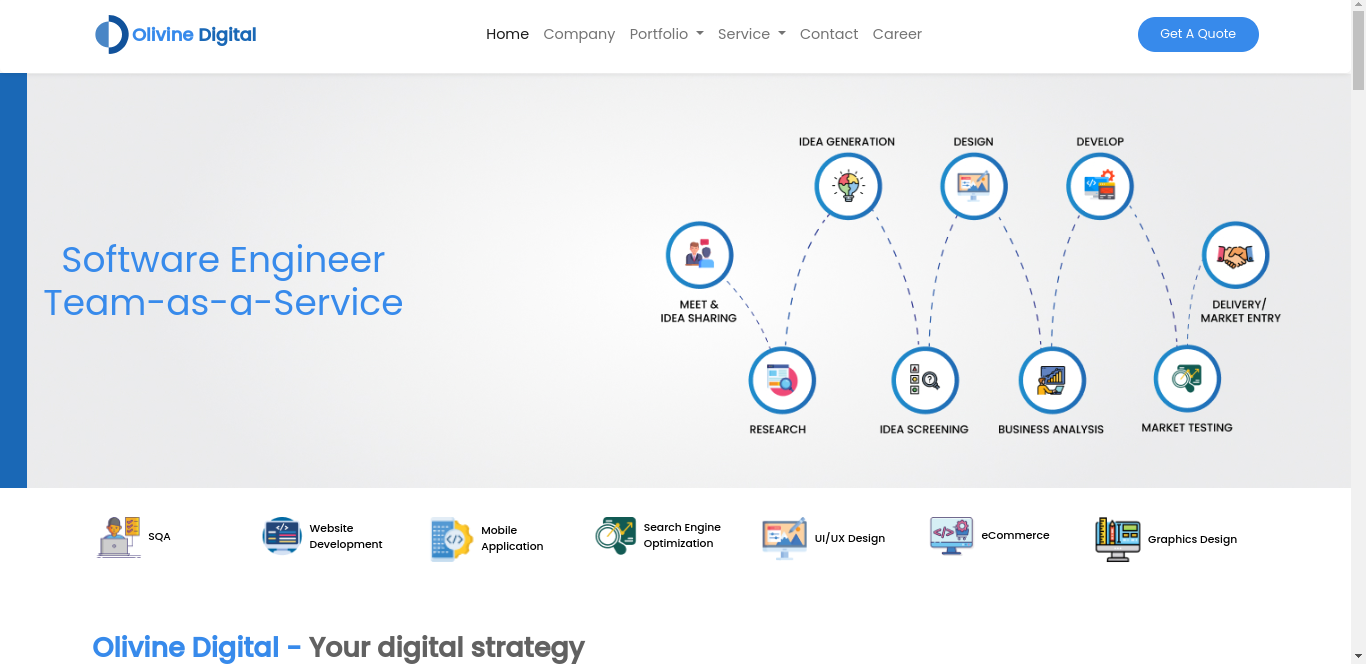 Olivine Digital
Home Company Portfolio Service Contact Career
Get A Quote
Software Engineer
Team-as-a-Service
IDEA GENERATION
DESIGN
DEVELOP
MEET &
IDEA SHARING
DELIVERY/
MARKET ENTRY
RESEARCH
IDEA SCREENING
BUSINESS ANALYSIS
MARKET TESTING
SQA
Website
Development
Mobile
Application
Search Engine
Optimization
UI/UX Design
eCommerce
Graphics Design
Olivine Digital - Your digital strategy